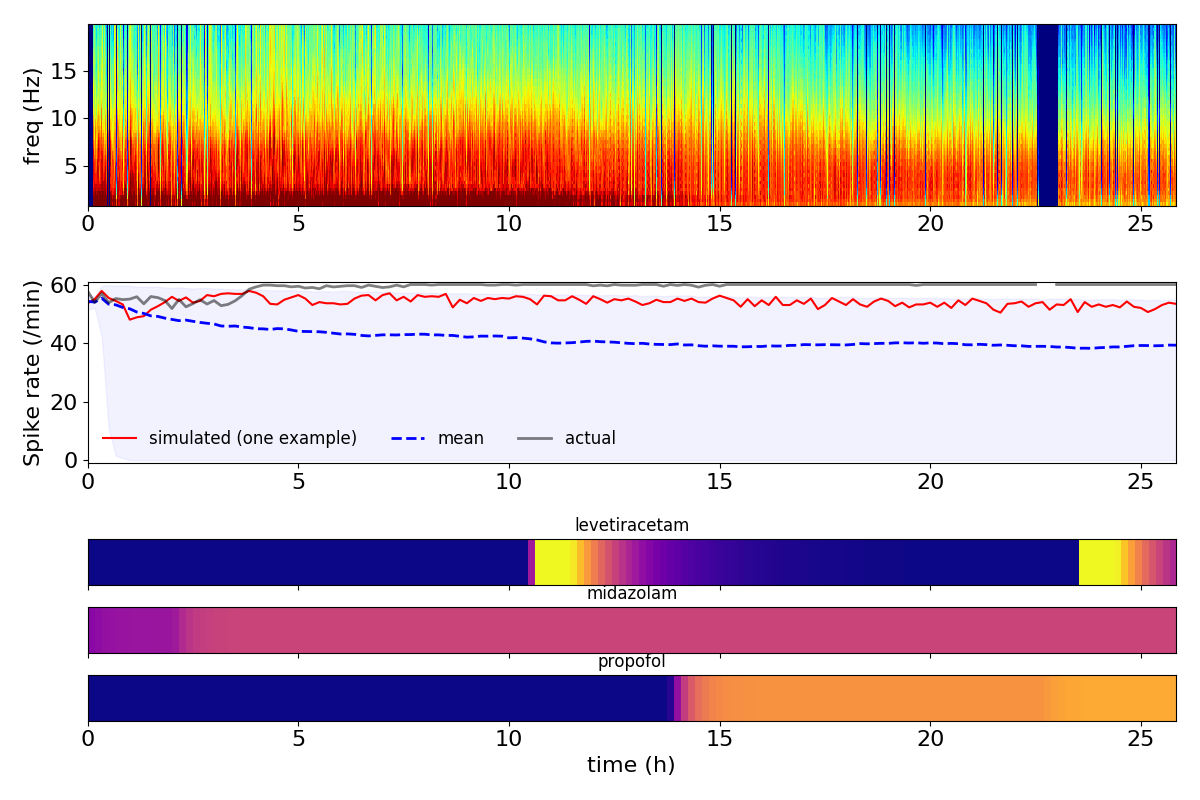 freq (Hz)
15
10
5
0 5 10 15 20 25
Spike rate (/min)
60
40
20
0
simulated (one example) mean actual
0 5 10 15 20 25
levetiracetam
midazolam
propofol
0 5 10 15 20 25
time (h)